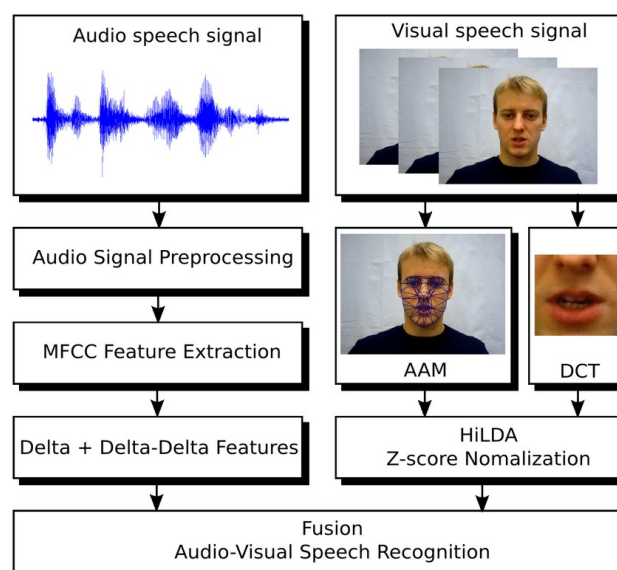 Audio speech signal
Visual speech signal
Audio Signal Preprocessing
MFCC Feature Extraction
AAM
DCT
Delta + Delta-Delta Features
HiLDA
Z-score Nomalization
Fusion
Audio-Visual Speech Recognition